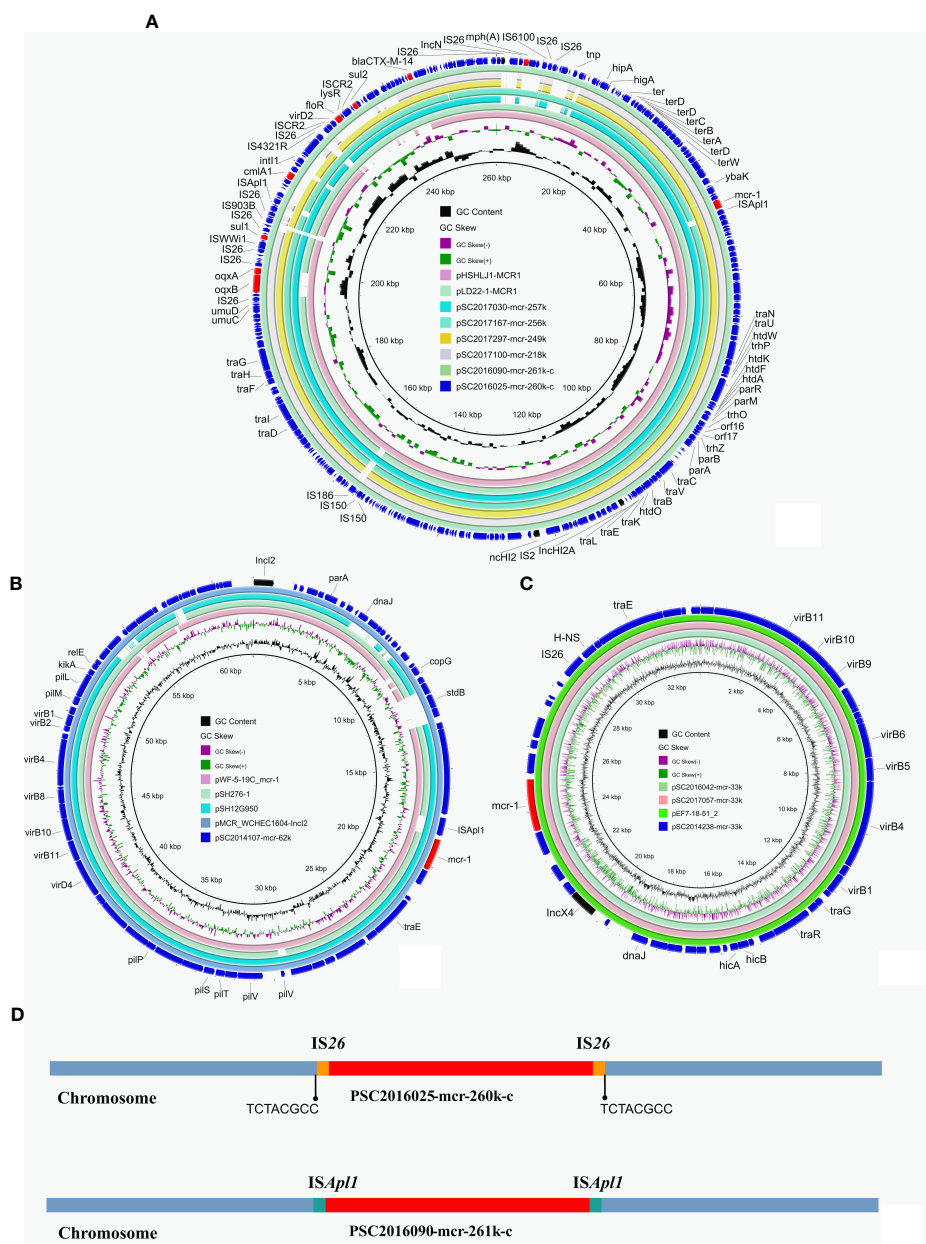 A
IncN
IS26
mph(A)
IS6100
IS26
IS26
tnp
hipA
higA
ter
terD
terD
terC
terB
terA
terD
terW
ybaK
mcr-1
ISApl1
traN
traU
htdW
trhP
htdK
htdF
htdA
parR
parM
trhO
orf16
orf17
trhZ
parB
parA
traC
traV
traB
htdO
traK
traE
traL
IncHI2A
IS2
ncHI2
IS150
IS150
IS186
traD
traI
traF
traH
traG
umuC
umuD
IS26
oqxB
oqxA
IS26
IS26
ISWWi1
sul1
IS26
IS903B
IS26
ISApl1
cmlA1
intI1
IS4321R
IS26
ISCR2
virD2
floR
lysR
ISCR2
sul2
blaCTX-M-14
IS26
260 kbp
20 kbp
40 kbp
60 kbp
80 kbp
100 kbp
120 kbp
140 kbp
160 kbp
180 kbp
200 kbp
220 kbp
240 kbp
GC Content
GC Skew
GC Skew(-)
GC Skew(+)
pHSHLJ1-MCR1
pLD22-1-MCR1
pSC2017030-mcr-257k
pSC2017167-mcr-256k
pSC2017297-mcr-249k
pSC2017100-mcr-218k
pSC2016090-mcr-261k-c
pSC2016025-mcr-260k-c
B
IncI2
parA
dnaJ
copG
stdB
ISApl1
mcr-1
traE
pilV
pilV
pilT
pilS
pilP
virD4
virB11
virB10
virB8
virB4
virB2
virB1
pilM
pilL
kikA
relE
60 kbp
5 kbp
10 kbp
15 kbp
20 kbp
25 kbp
30 kbp
35 kbp
40 kbp
45 kbp
50 kbp
55 kbp
GC Content
GC Skew
GC Skew(-)
GC Skew(+)
pWF-5-19C_mcr-1
pSH276-1
pSH12G950
pMCR_WCHEC1604-IncI2
pSC2014107-mcr-62k
C
traE
virB11
virB10
virB9
virB6
virB5
virB4
virB1
traG
traR
hicB
hicA
dnaJ
IncX4
mcr-1
IS26
H-NS
32 kbp
2 kbp
4 kbp
6 kbp
8 kbp
10 kbp
12 kbp
14 kbp
16 kbp
18 kbp
20 kbp
22 kbp
24 kbp
26 kbp
28 kbp
30 kbp
GC Content
GC Skew
GC Skew(-)
GC Skew(+)
pSC2016042-mcr-33k
pSC2017057-mcr-33k
pEF7-18-51_2
pSC2014238-mcr-33k
D
IS26
IS26
Chromosome
PSC2016025-mcr-260k-c
TCTACGCC
TCTACGCC
ISApl1
ISApl1
Chromosome
PSC2016090-mcr-261k-c